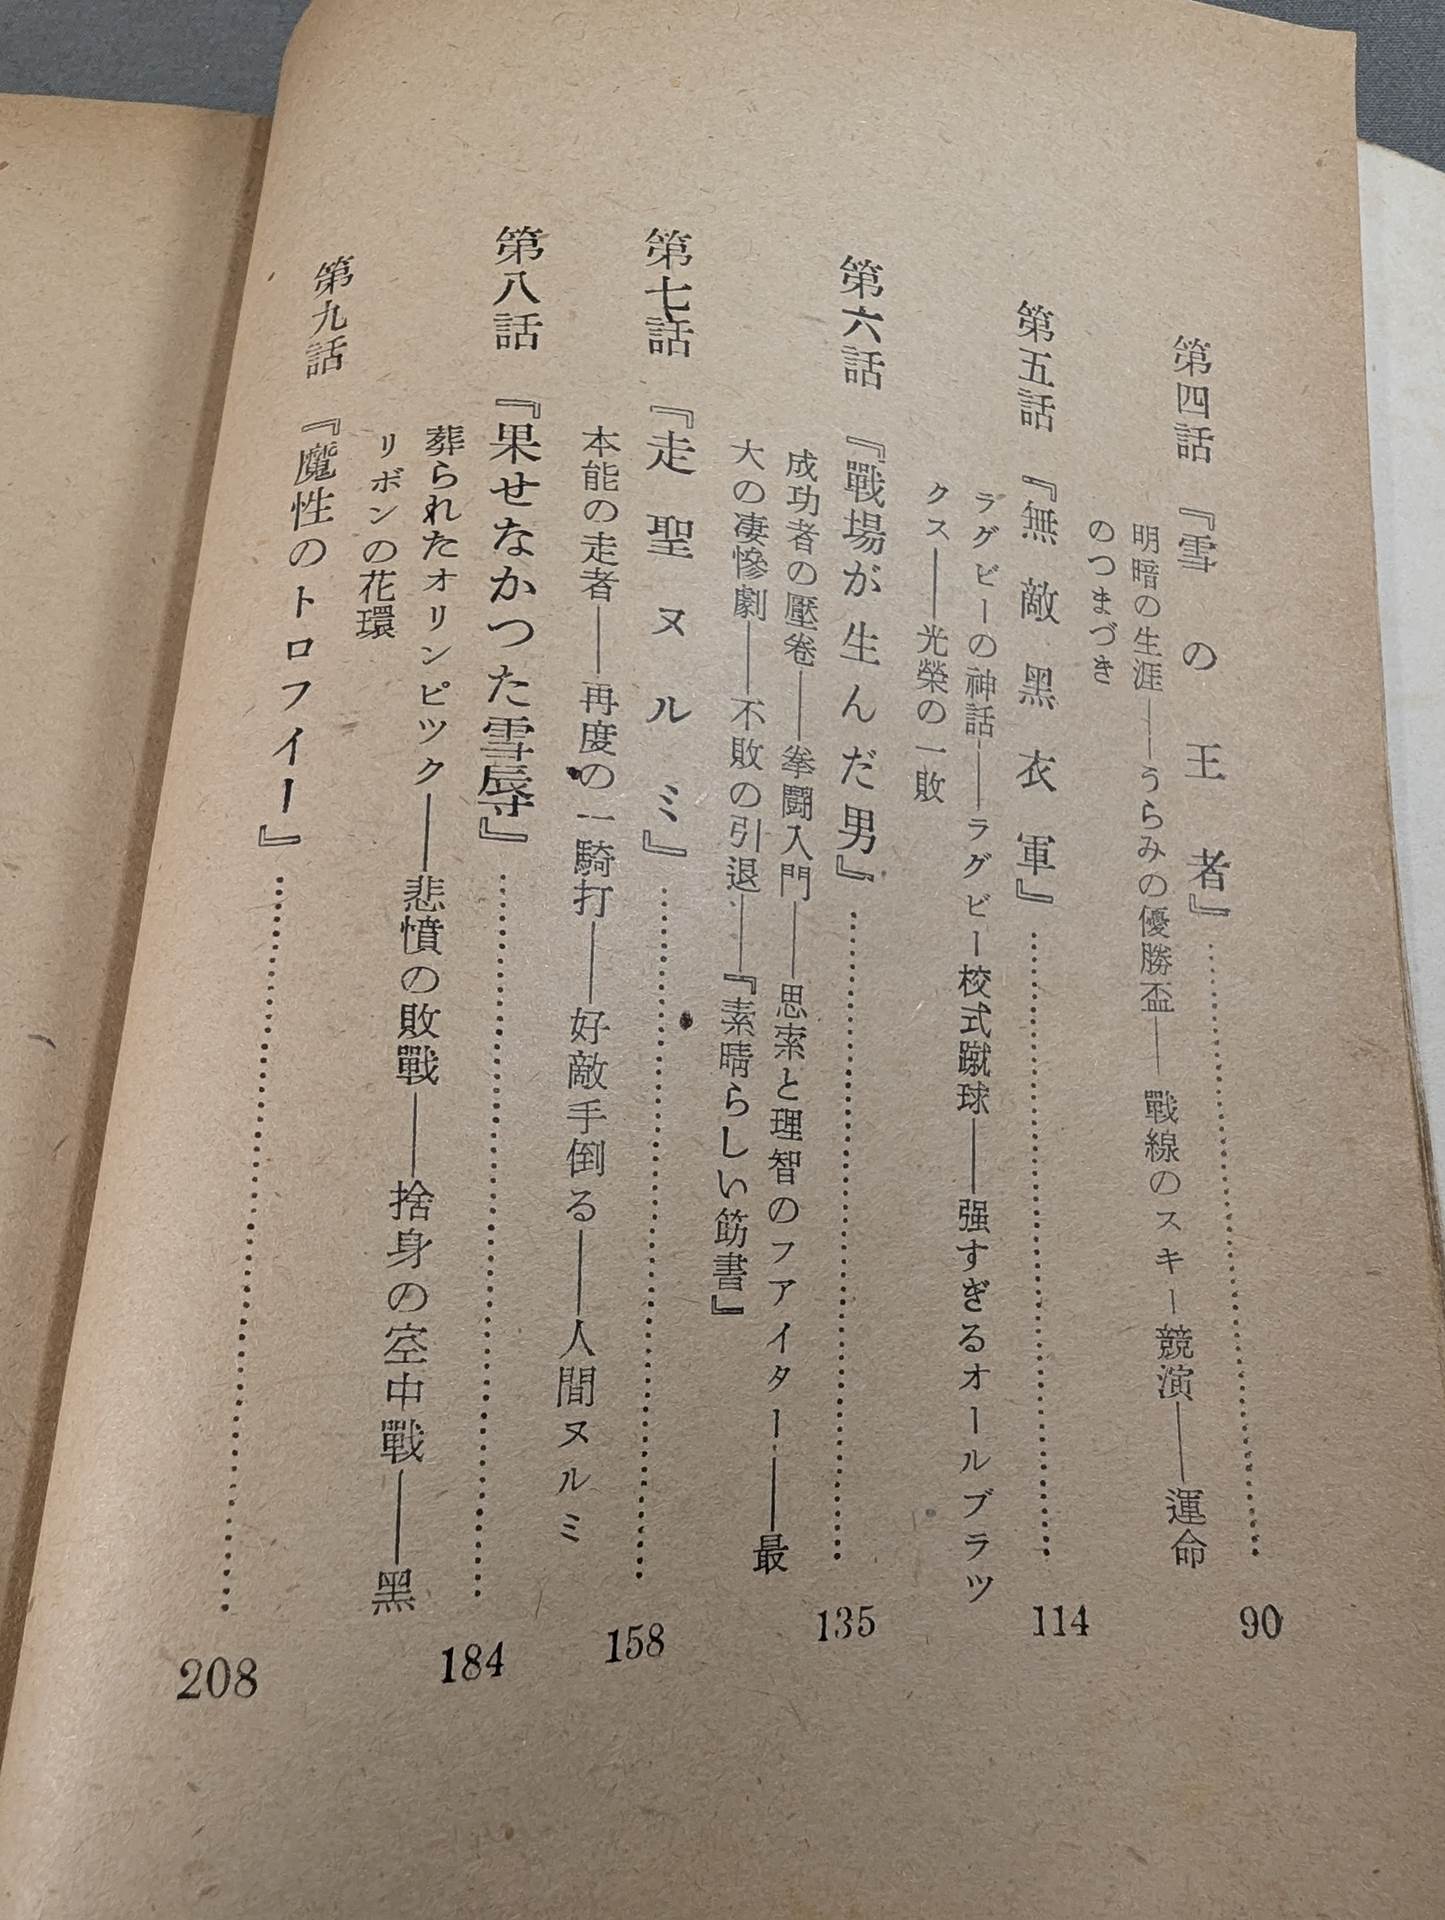 第四話 『雪の王者』 90
明暗の生涯――うらみの優勝盃――戰線のスキー競演――運命
のつまづき
第五話 『無敵黑衣軍』 114
ラグビーの神話――ラグビー校式蹴球――强すぎるオールブラツ
クス――光榮の一敗
第六話 『戰場が生んだ男』 135
成功者の壓卷――拳鬪入門――思索と理智のフアイター――最
大の凄慘劇――不敗の引退――『素晴らしい筋書』
第七話 『走聖ヌルミ』 158
本能の走者――再度の一騎打――好敵手倒る――人間ヌルミ
第八話 『果せなかつた雪辱』 184
葬られたオリンピツク――悲憤の敗戰――捨身の空中戰――黑
リボンの花環
第九話 『魔性のトロフイー』 208